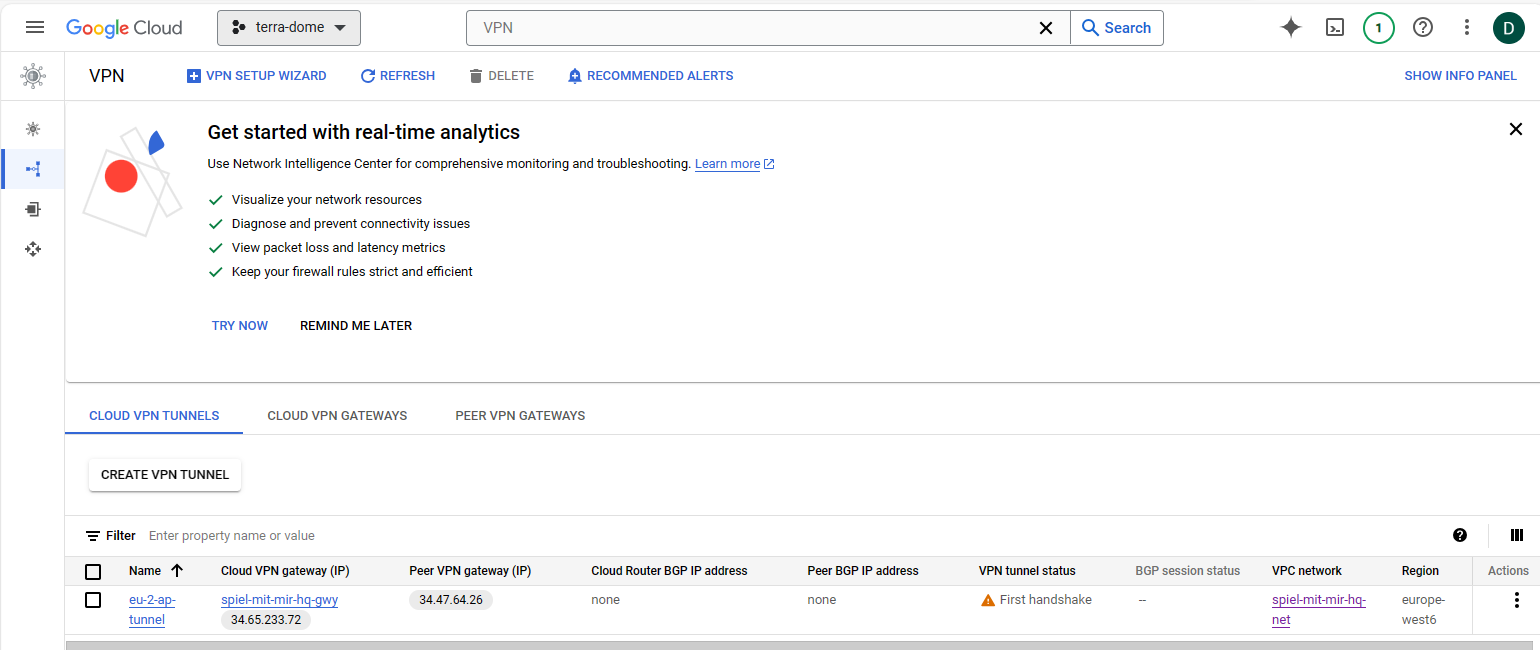 Google Cloud
terra-dome
VPN
Search
1
D
VPN
VPN SETUP WIZARD
REFRESH
DELETE
RECOMMENDED ALERTS
SHOW INFO PANEL
Get started with real-time analytics
Use Network Intelligence Center for comprehensive monitoring and troubleshooting. Learn more
Visualize your network resources
Diagnose and prevent connectivity issues
View packet loss and latency metrics
Keep your firewall rules strict and efficient
TRY NOW
REMIND ME LATER
CLOUD VPN TUNNELS
CLOUD VPN GATEWAYS
PEER VPN GATEWAYS
CREATE VPN TUNNEL
Filter Enter property name or value
Name Cloud VPN gateway (IP) Peer VPN gateway (IP) Cloud Router BGP IP address Peer BGP IP address VPN tunnel status BGP session status VPC network Region Actions
eu-2-ap- spiel-mit-mir-hq-gwy 34.47.64.26 none none First handshake -- spiel-mit-mir-hq- europe-
tunnel 34.65.233.72 net west6